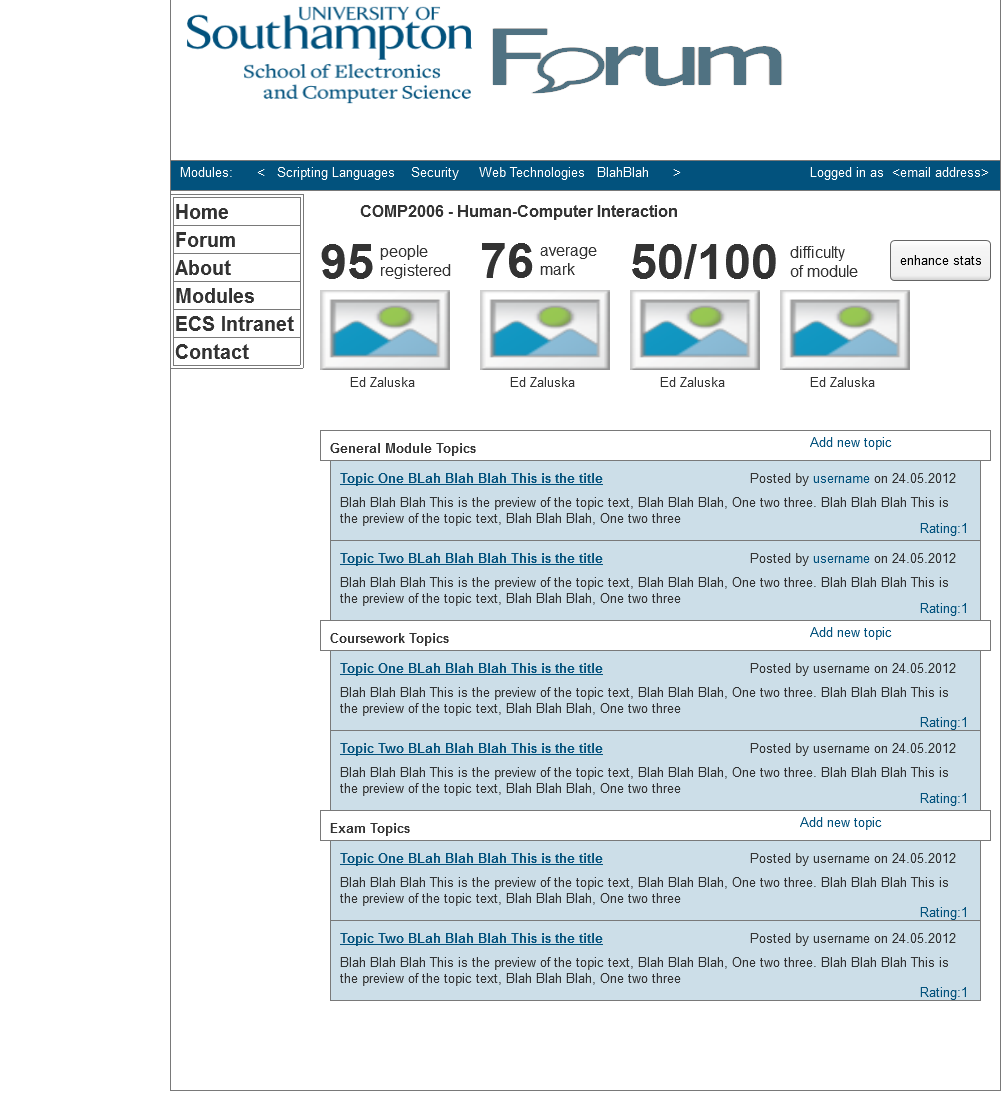 UNIVERSITY OF
Southampton
School of Electronics
and Computer Science
Forum
Modules: < Scripting Languages Security Web Technologies BlahBlah > Logged in as <email address>
Home
Forum
About
Modules
ECS Intranet
Contact
COMP2006 - Human-Computer Interaction
95 people registered
76 average mark
50/100 difficulty of module
enhance stats
Ed Zaluska Ed Zaluska Ed Zaluska Ed Zaluska
General Module Topics Add new topic
Topic One BLah Blah Blah This is the title Posted by username on 24.05.2012
Blah Blah Blah This is the preview of the topic text, Blah Blah Blah, One two three. Blah Blah Blah This is
the preview of the topic text, Blah Blah Blah, One two three
Rating:1
Topic Two BLah Blah Blah This is the title Posted by username on 24.05.2012
Blah Blah Blah This is the preview of the topic text, Blah Blah Blah, One two three. Blah Blah Blah This is
the preview of the topic text, Blah Blah Blah, One two three
Rating:1
Coursework Topics Add new topic
Topic One BLah Blah Blah This is the title Posted by username on 24.05.2012
Blah Blah Blah This is the preview of the topic text, Blah Blah Blah, One two three. Blah Blah Blah This is
the preview of the topic text, Blah Blah Blah, One two three
Rating:1
Topic Two BLah Blah Blah This is the title Posted by username on 24.05.2012
Blah Blah Blah This is the preview of the topic text, Blah Blah Blah, One two three. Blah Blah Blah This is
the preview of the topic text, Blah Blah Blah, One two three
Rating:1
Exam Topics Add new topic
Topic One BLah Blah Blah This is the title Posted by username on 24.05.2012
Blah Blah Blah This is the preview of the topic text, Blah Blah Blah, One two three. Blah Blah Blah This is
the preview of the topic text, Blah Blah Blah, One two three
Rating:1
Topic Two BLah Blah Blah This is the title Posted by username on 24.05.2012
Blah Blah Blah This is the preview of the topic text, Blah Blah Blah, One two three. Blah Blah Blah This is
the preview of the topic text, Blah Blah Blah, One two three
Rating:1